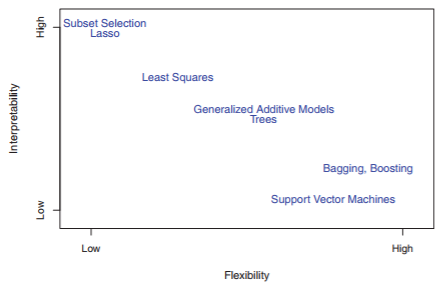 High
Subset Selection
Lasso
Least Squares
Generalized Additive Models
Trees
Bagging, Boosting
Support Vector Machines
Low
Interpretability
Low
High
Flexibility